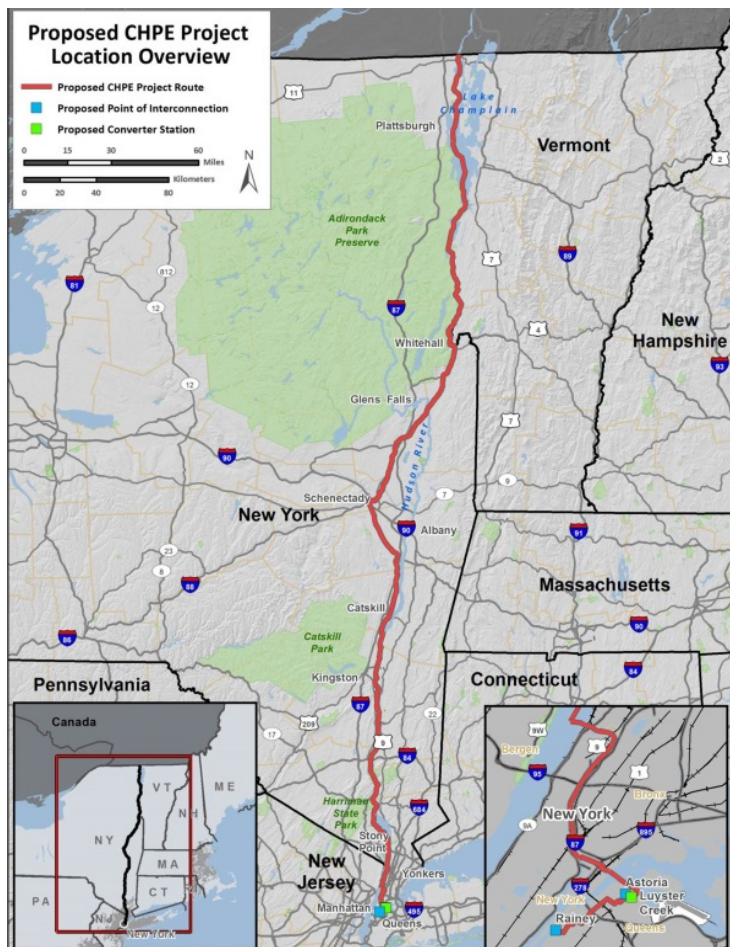 Proposed CHPE Project
Location Overview
Proposed CHPE Project Route
Proposed Point of Interconnection
Proposed Converter Station
0 15 30 60
Miles
Kilometers
0 20 40 80
N
11
Lake
Champlain
Plattsburgh
Vermont
2
Adirondack
Park
Preserve
81
812
12
7
89
87
4
New
Hampshire
93
Whitehall
12
Glens Falls
7
90
Hudson River
Schenectady
7
9
New York
90
Albany
91
23
8
88
Massachusetts
Catskill
90
86
Catskill
Park
Connecticut
84
Pennsylvania
Kingston
87
209
22
17
9
84
Harriman
State
Park
684
Stony
Point
New
Jersey
Yonkers
Manhattan
Queens
495
Canada
VT
ME
NH
NY
MA
CT
RI
PA
NJ
New York
9W
Bergen
9
95
1
Bronx
9A
New York
895
87
278
Astoria
New York
Luyster
Creek
Rainey
Queens